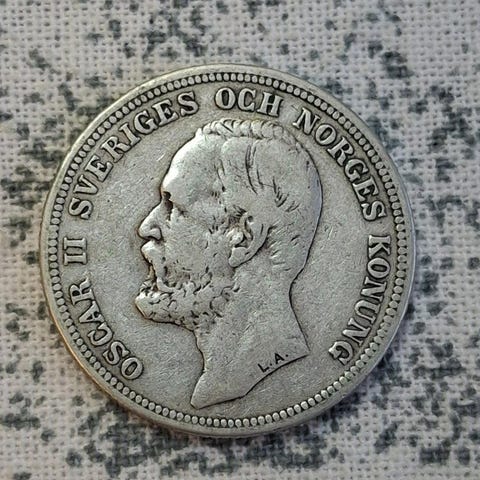 OSCAR II SVERIGES OCH NORGES KONUNG
L.A.